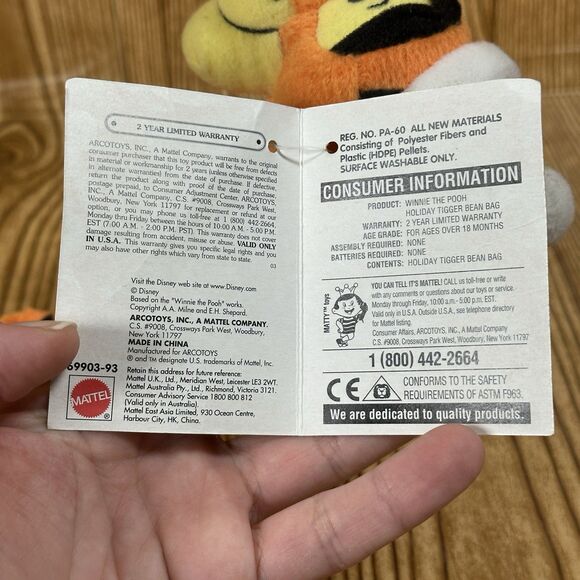 2 YEAR LIMITED WARRANTY
ARCOTOYS, INC., A Mattel Company, warrants to the original
consumer purchaser that this toy product will be free from defects
in material or workmanship for 2 years (unless otherwise specified
in alternate warranties) from the date of purchase. If defective,
return the product along with proof of the date of purchase,
postage prepaid, to Consumer Adjustment Center, ARCOTOYS,
INC., A Mattel Company, C.S. #9008, Crossways Park West,
Woodbury, New York 11797 for replacement or refund at our
option, or you may phone us toll-free at 1 (800) 442-2664,
Monday thru Friday between the hours of 10:00 A.M. - 5:00 P.M.
EST (7:00 A.M. - 2:00 P.M. PST) This warranty does not cover
damage resulting from accident, misuse or abuse. VALID ONLY
IN U.S.A. This warranty gives you specific legal rights and you
may also have other rights which vary from state to state.
03
Visit the Disney web site at www.Disney.com
© Disney
Based on the "Winnie the Pooh" works.
Copyright A.A. Milne and E.H. Shepard.
ARCOTOYS, INC., A MATTEL COMPANY.
C.S. #9008, Crossways Park West, Woodbury,
New York 11797
MADE IN CHINA
Manufactured for ARCOTOYS
® and ™ designate U.S. trademarks of Mattel, Inc.
69903-93
MATTEL
®
Retain this address for future reference:
Mattel U.K., Ltd., Meridian West, Leicester LE3 2WT.
Mattel Australia Pty., Ltd., Richmond, Victoria 3121.
Consumer Advisory Service 1800 800 812
(Valid only in Australia).
Mattel East Asia Limited, 930 Ocean Centre,
Harbour City, HK, China.
REG. NO. PA-60 ALL NEW MATERIALS
Consisting of Polyester Fibers and
Plastic (HDPE) Pellets.
SURFACE WASHABLE ONLY.
CONSUMER INFORMATION
PRODUCT: WINNIE THE POOH
HOLIDAY TIGGER BEAN BAG
WARRANTY: 2 YEAR LIMITED WARRANTY
AGE GRADE: FOR AGES OVER 18 MONTHS
ASSEMBLY REQUIRED: NONE
BATTERIES REQUIRED: NONE
CONTENTS: HOLIDAY TIGGER BEAN BAG
MATTY™ toys
YOU CAN TELL IT'S MATTEL! CALL us toll-free or write
with any comments or questions about our toys or service.
Monday through Friday, 10:00 a.m.- 5:00 p.m. EST.
Valid only in U.S.A. Outside U.S.A., see telephone directory
for Mattel listing.
Consumer Affairs, ARCOTOYS, INC., A Mattel Company,
C.S. #9008, Crossways Park West, Woodbury, New York 11797
1 (800) 442-2664
CE
CONFORMS TO THE SAFETY
REQUIREMENTS OF ASTM F963.
We are dedicated to quality products.